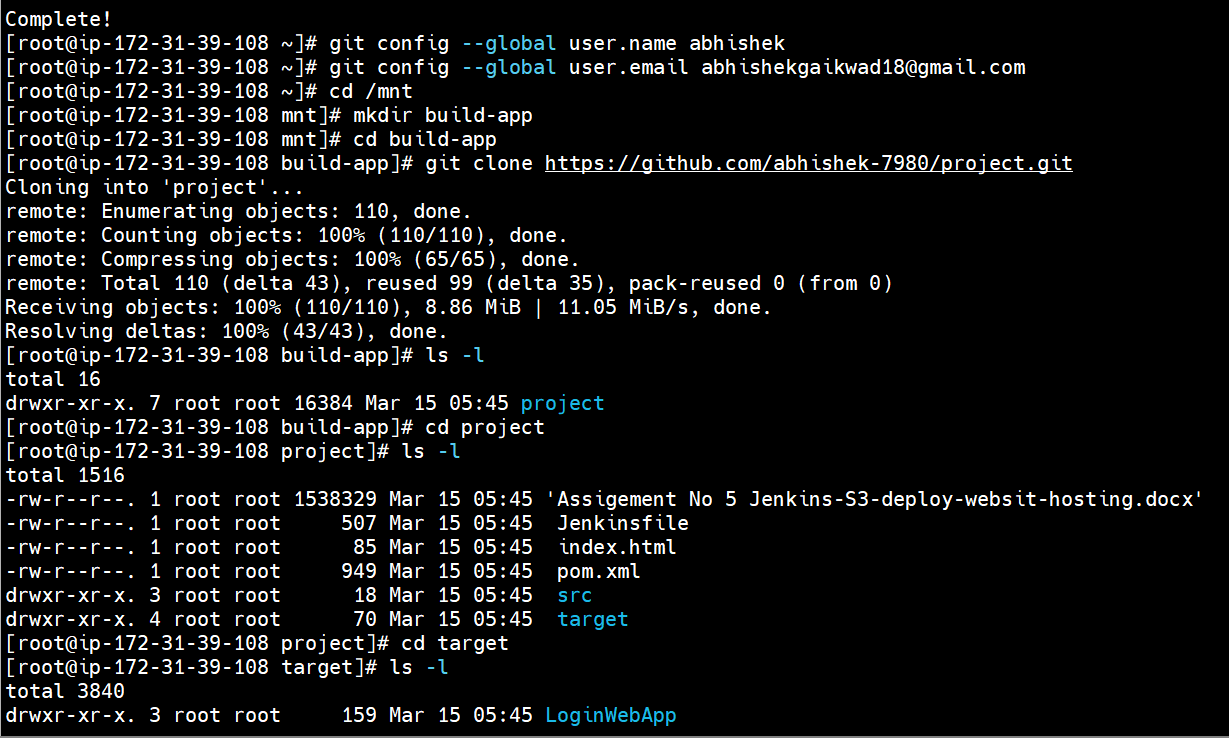 Complete!
[root@ip-172-31-39-108 ~]# git config --global user.name abhishek
[root@ip-172-31-39-108 ~]# git config --global user.email abhishekgaikwad18@gmail.com
[root@ip-172-31-39-108 ~]# cd /mnt
[root@ip-172-31-39-108 mnt]# mkdir build-app
[root@ip-172-31-39-108 mnt]# cd build-app
[root@ip-172-31-39-108 build-app]# git clone https://github.com/abhishek-7980/project.git
Cloning into 'project'...
remote: Enumerating objects: 110, done.
remote: Counting objects: 100% (110/110), done.
remote: Compressing objects: 100% (65/65), done.
remote: Total 110 (delta 43), reused 99 (delta 35), pack-reused 0 (from 0)
Receiving objects: 100% (110/110), 8.86 MiB | 11.05 MiB/s, done.
Resolving deltas: 100% (43/43), done.
[root@ip-172-31-39-108 build-app]# ls -l
total 16
drwxr-xr-x. 7 root root 16384 Mar 15 05:45 project
[root@ip-172-31-39-108 build-app]# cd project
[root@ip-172-31-39-108 project]# ls -l
total 1516
-rw-r--r--. 1 root root 1538329 Mar 15 05:45 'Assigement No 5 Jenkins-S3-deploy-websit-hosting.docx'
-rw-r--r--. 1 root root     507 Mar 15 05:45  Jenkinsfile
-rw-r--r--. 1 root root      85 Mar 15 05:45  index.html
-rw-r--r--. 1 root root     949 Mar 15 05:45  pom.xml
drwxr-xr-x. 3 root root      18 Mar 15 05:45  src
drwxr-xr-x. 4 root root      70 Mar 15 05:45  target
[root@ip-172-31-39-108 project]# cd target
[root@ip-172-31-39-108 target]# ls -l
total 3840
drwxr-xr-x. 3 root root     159 Mar 15 05:45 LoginWebApp